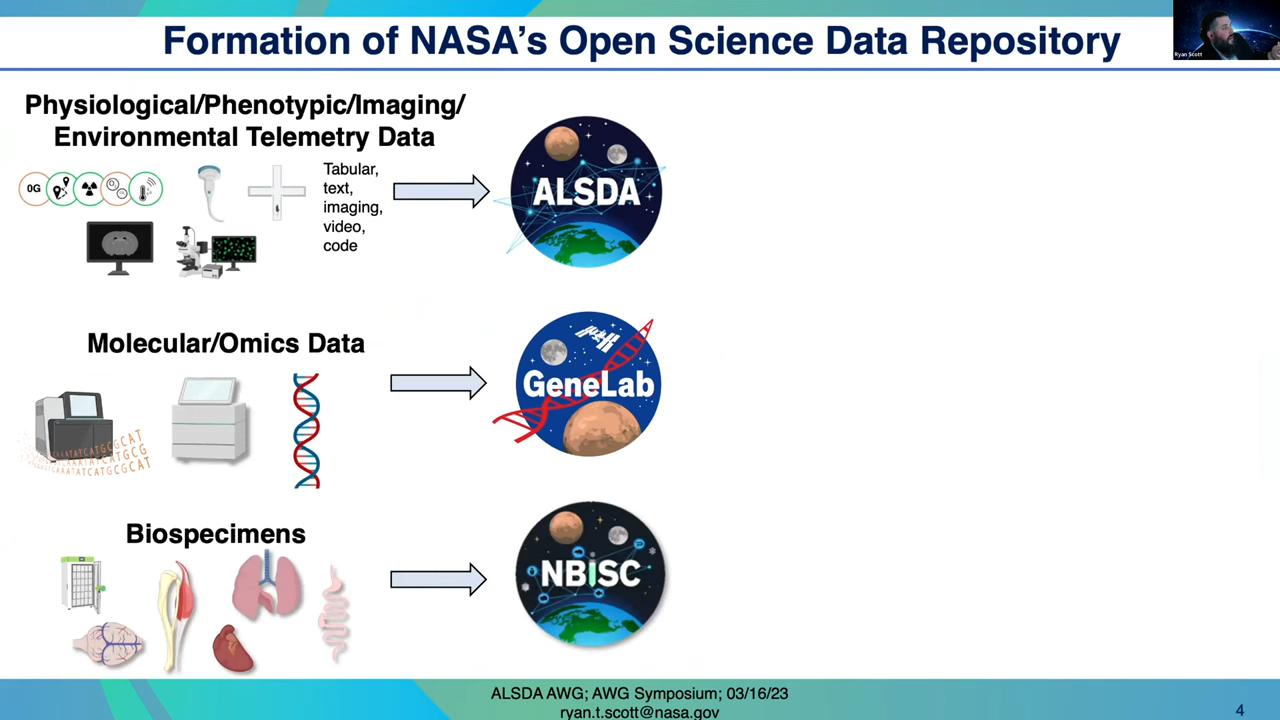 Formation of NASA's Open Science Data Repository
Ryan Scott
Physiological/Phenotypic/Imaging/
Environmental Telemetry Data
0G
Tabular,
text,
imaging,
video,
code
ALSDA
Molecular/Omics Data
GeneLab
Biospecimens
NBISC
ALSDA AWG; AWG Symposium; 03/16/23
ryan.t.scott@nasa.gov
4